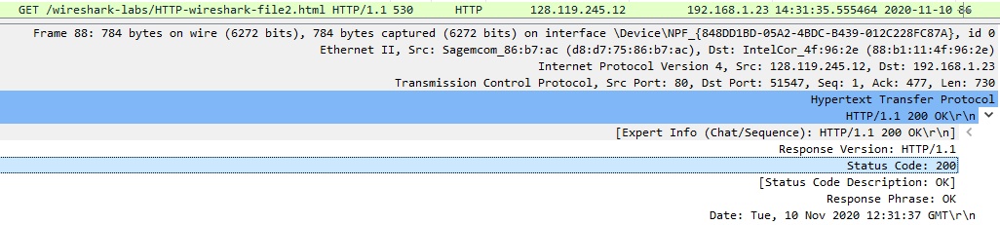 GET /wireshark-labs/HTTP-wireshark-file2.html HTTP/1.1 530 HTTP 128.119.245.12 192.168.1.23 14:31:35.555464 2020-11-10 86
Frame 88: 784 bytes on wire (6272 bits), 784 bytes captured (6272 bits) on interface \Device\NPF_{848DD1BD-05A2-4BDC-B439-012C228FC87A}, id 0
Ethernet II, Src: Sagemcom_86:b7:ac (d8:d7:75:86:b7:ac), Dst: IntelCor_4f:96:2e (88:b1:11:4f:96:2e)
Internet Protocol Version 4, Src: 128.119.245.12, Dst: 192.168.1.23
Transmission Control Protocol, Src Port: 80, Dst Port: 51547, Seq: 1, Ack: 477, Len: 730
Hypertext Transfer Protocol
HTTP/1.1 200 OK\r\n
[Expert Info (Chat/Sequence): HTTP/1.1 200 OK\r\n]
Response Version: HTTP/1.1
Status Code: 200
[Status Code Description: OK]
Response Phrase: OK
Date: Tue, 10 Nov 2020 12:31:37 GMT\r\n